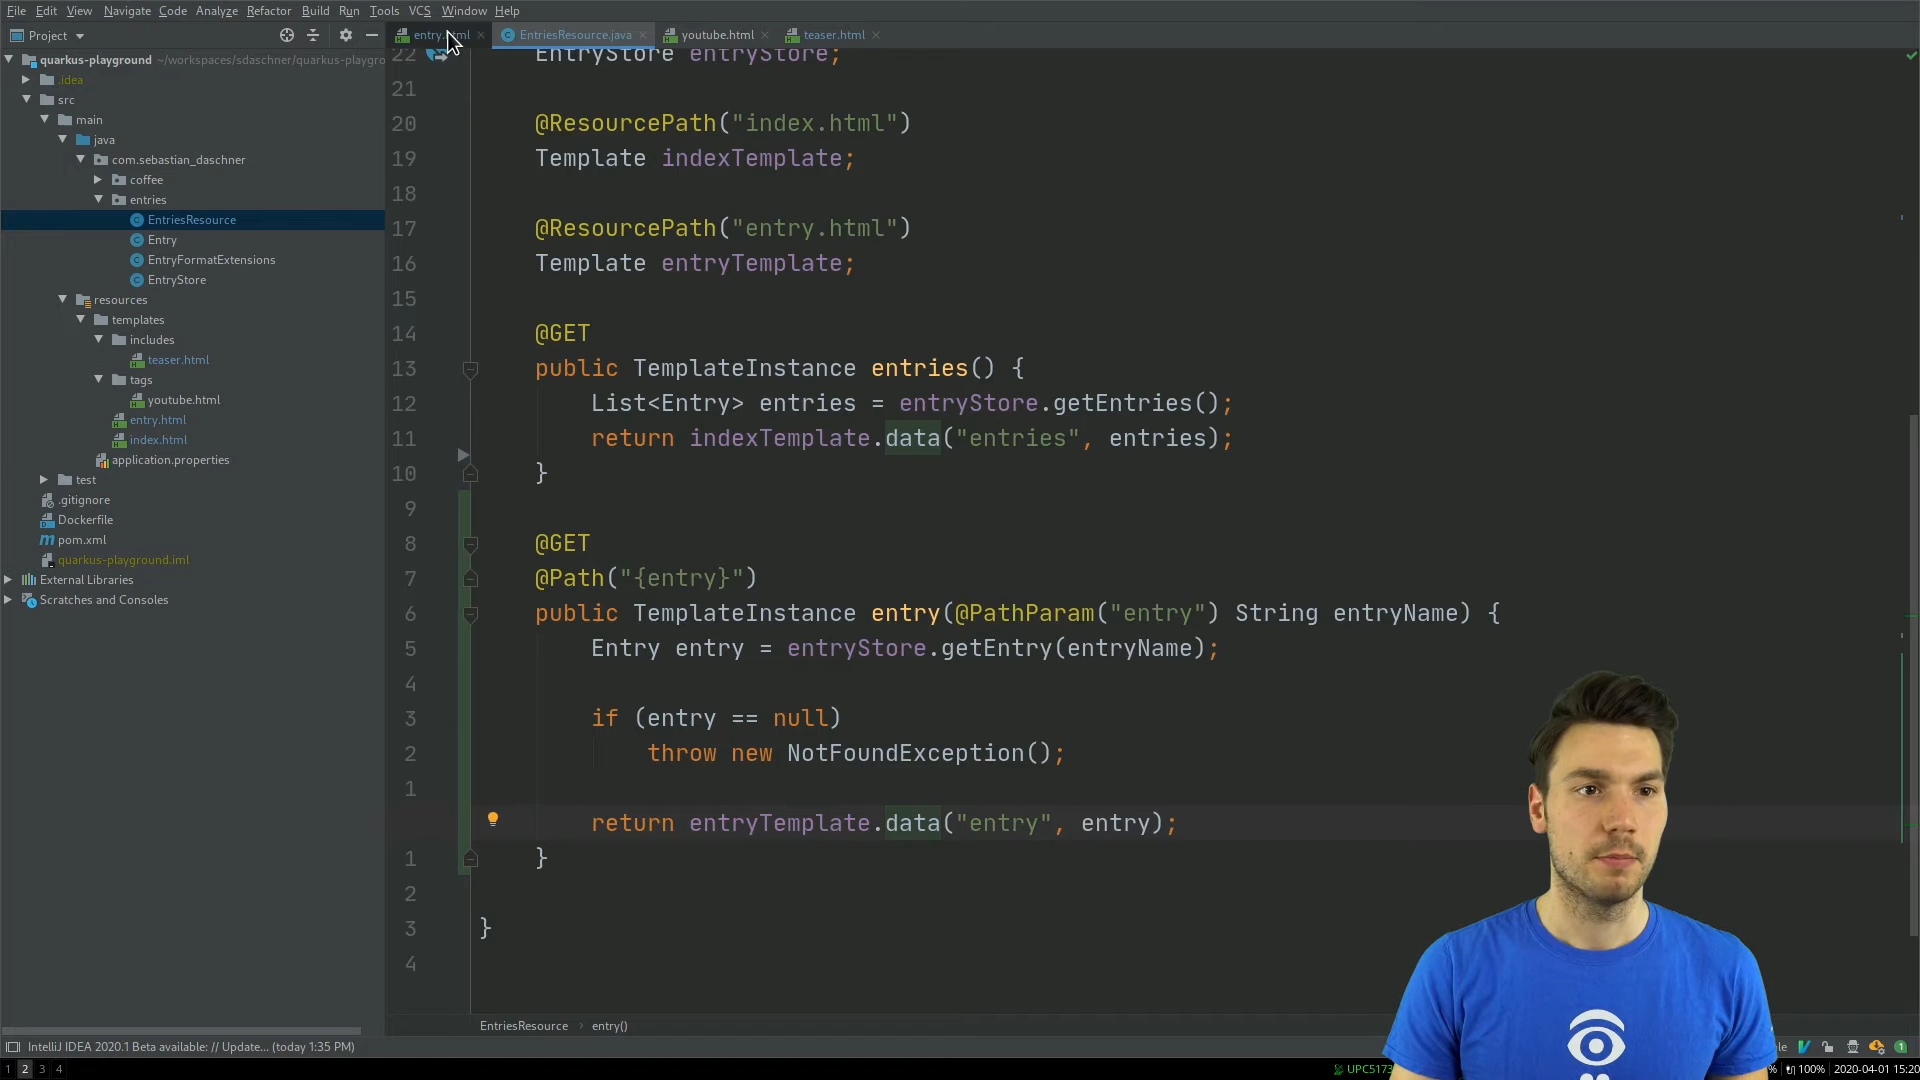 File Edit View Navigate Code Analyze Refactor Build Run Tools VCS Window Help
Project
entry.html EntriesResource.java youtube.html teaser.html
quarkus-playground ~/workspaces/sdaschner/quarkus-playgro
.idea
src
main
java
com.sebastian_daschner
coffee
entries
EntriesResource
Entry
EntryFormatExtensions
EntryStore
resources
templates
includes
teaser.html
tags
youtube.html
entry.html
index.html
application.properties
test
.gitignore
Dockerfile
pom.xml
quarkus-playground.iml
External Libraries
Scratches and Consoles
22 EntryStore entryStore;
21
20 @ResourcePath("index.html")
19 Template indexTemplate;
18
17 @ResourcePath("entry.html")
16 Template entryTemplate;
15
14 @GET
13 public TemplateInstance entries() {
12 List<Entry> entries = entryStore.getEntries();
11 return indexTemplate.data("entries", entries);
10 }
9
8 @GET
7 @Path("{entry}")
6 public TemplateInstance entry(@PathParam("entry") String entryName) {
5 Entry entry = entryStore.getEntry(entryName);
4
3 if (entry == null)
2 throw new NotFoundException();
1
return entryTemplate.data("entry", entry);
1 }
2
3 }
4
EntriesResource entry()
IntelliJ IDEA 2020.1 Beta available: // Update... (today 1:35 PM)
1 2 3 4
UPC5173
100% 2020-04-01 15:20